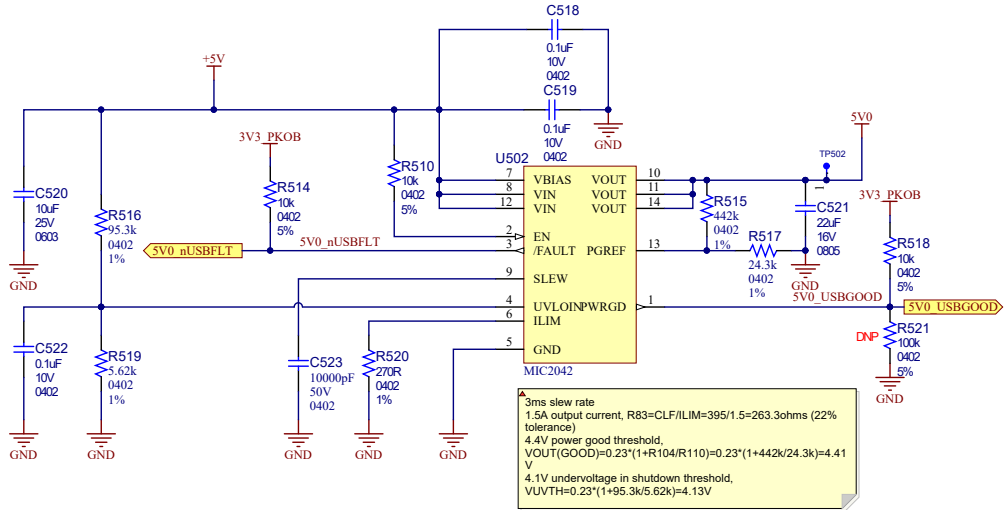 C518
0.1uF
10V
0402
C519
0.1uF
10V
0402
GND
+5V
3V3_PKOB
R514
10k
0402
5%
R510
10k
0402
5%
C520
10uF
25V
0603
GND
R516
95.3k
0402
1%
5V0_nUSBFLT
5V0_nUSBFLT
U502
7
VBIAS
8
VIN
12
VIN
2
EN
3
/FAULT
9
SLEW
4
UVLOIN
6
ILIM
5
GND
VOUT
10
VOUT
11
VOUT
14
PGREF
13
PWRGD
1
MIC2042
R515
442k
0402
1%
R517
24.3k
0402
1%
TP502
1
5V0
C521
22uF
16V
0805
GND
3V3_PKOB
R518
10k
0402
5%
5V0_USBGOOD
5V0_USBGOOD
DNP
R521
100k
0402
5%
GND
C522
0.1uF
10V
0402
GND
R519
5.62k
0402
1%
GND
C523
10000pF
50V
0402
GND
R520
270R
0402
1%
GND
GND
3ms slew rate
1.5A output current, R83=CLF/ILIM=395/1.5=263.3ohms (22%
tolerance)
4.4V power good threshold,
VOUT(GOOD)=0.23*(1+R104/R110)=0.23*(1+442k/24.3k)=4.41
V
4.1V undervoltage in shutdown threshold,
VUVTH=0.23*(1+95.3k/5.62k)=4.13V